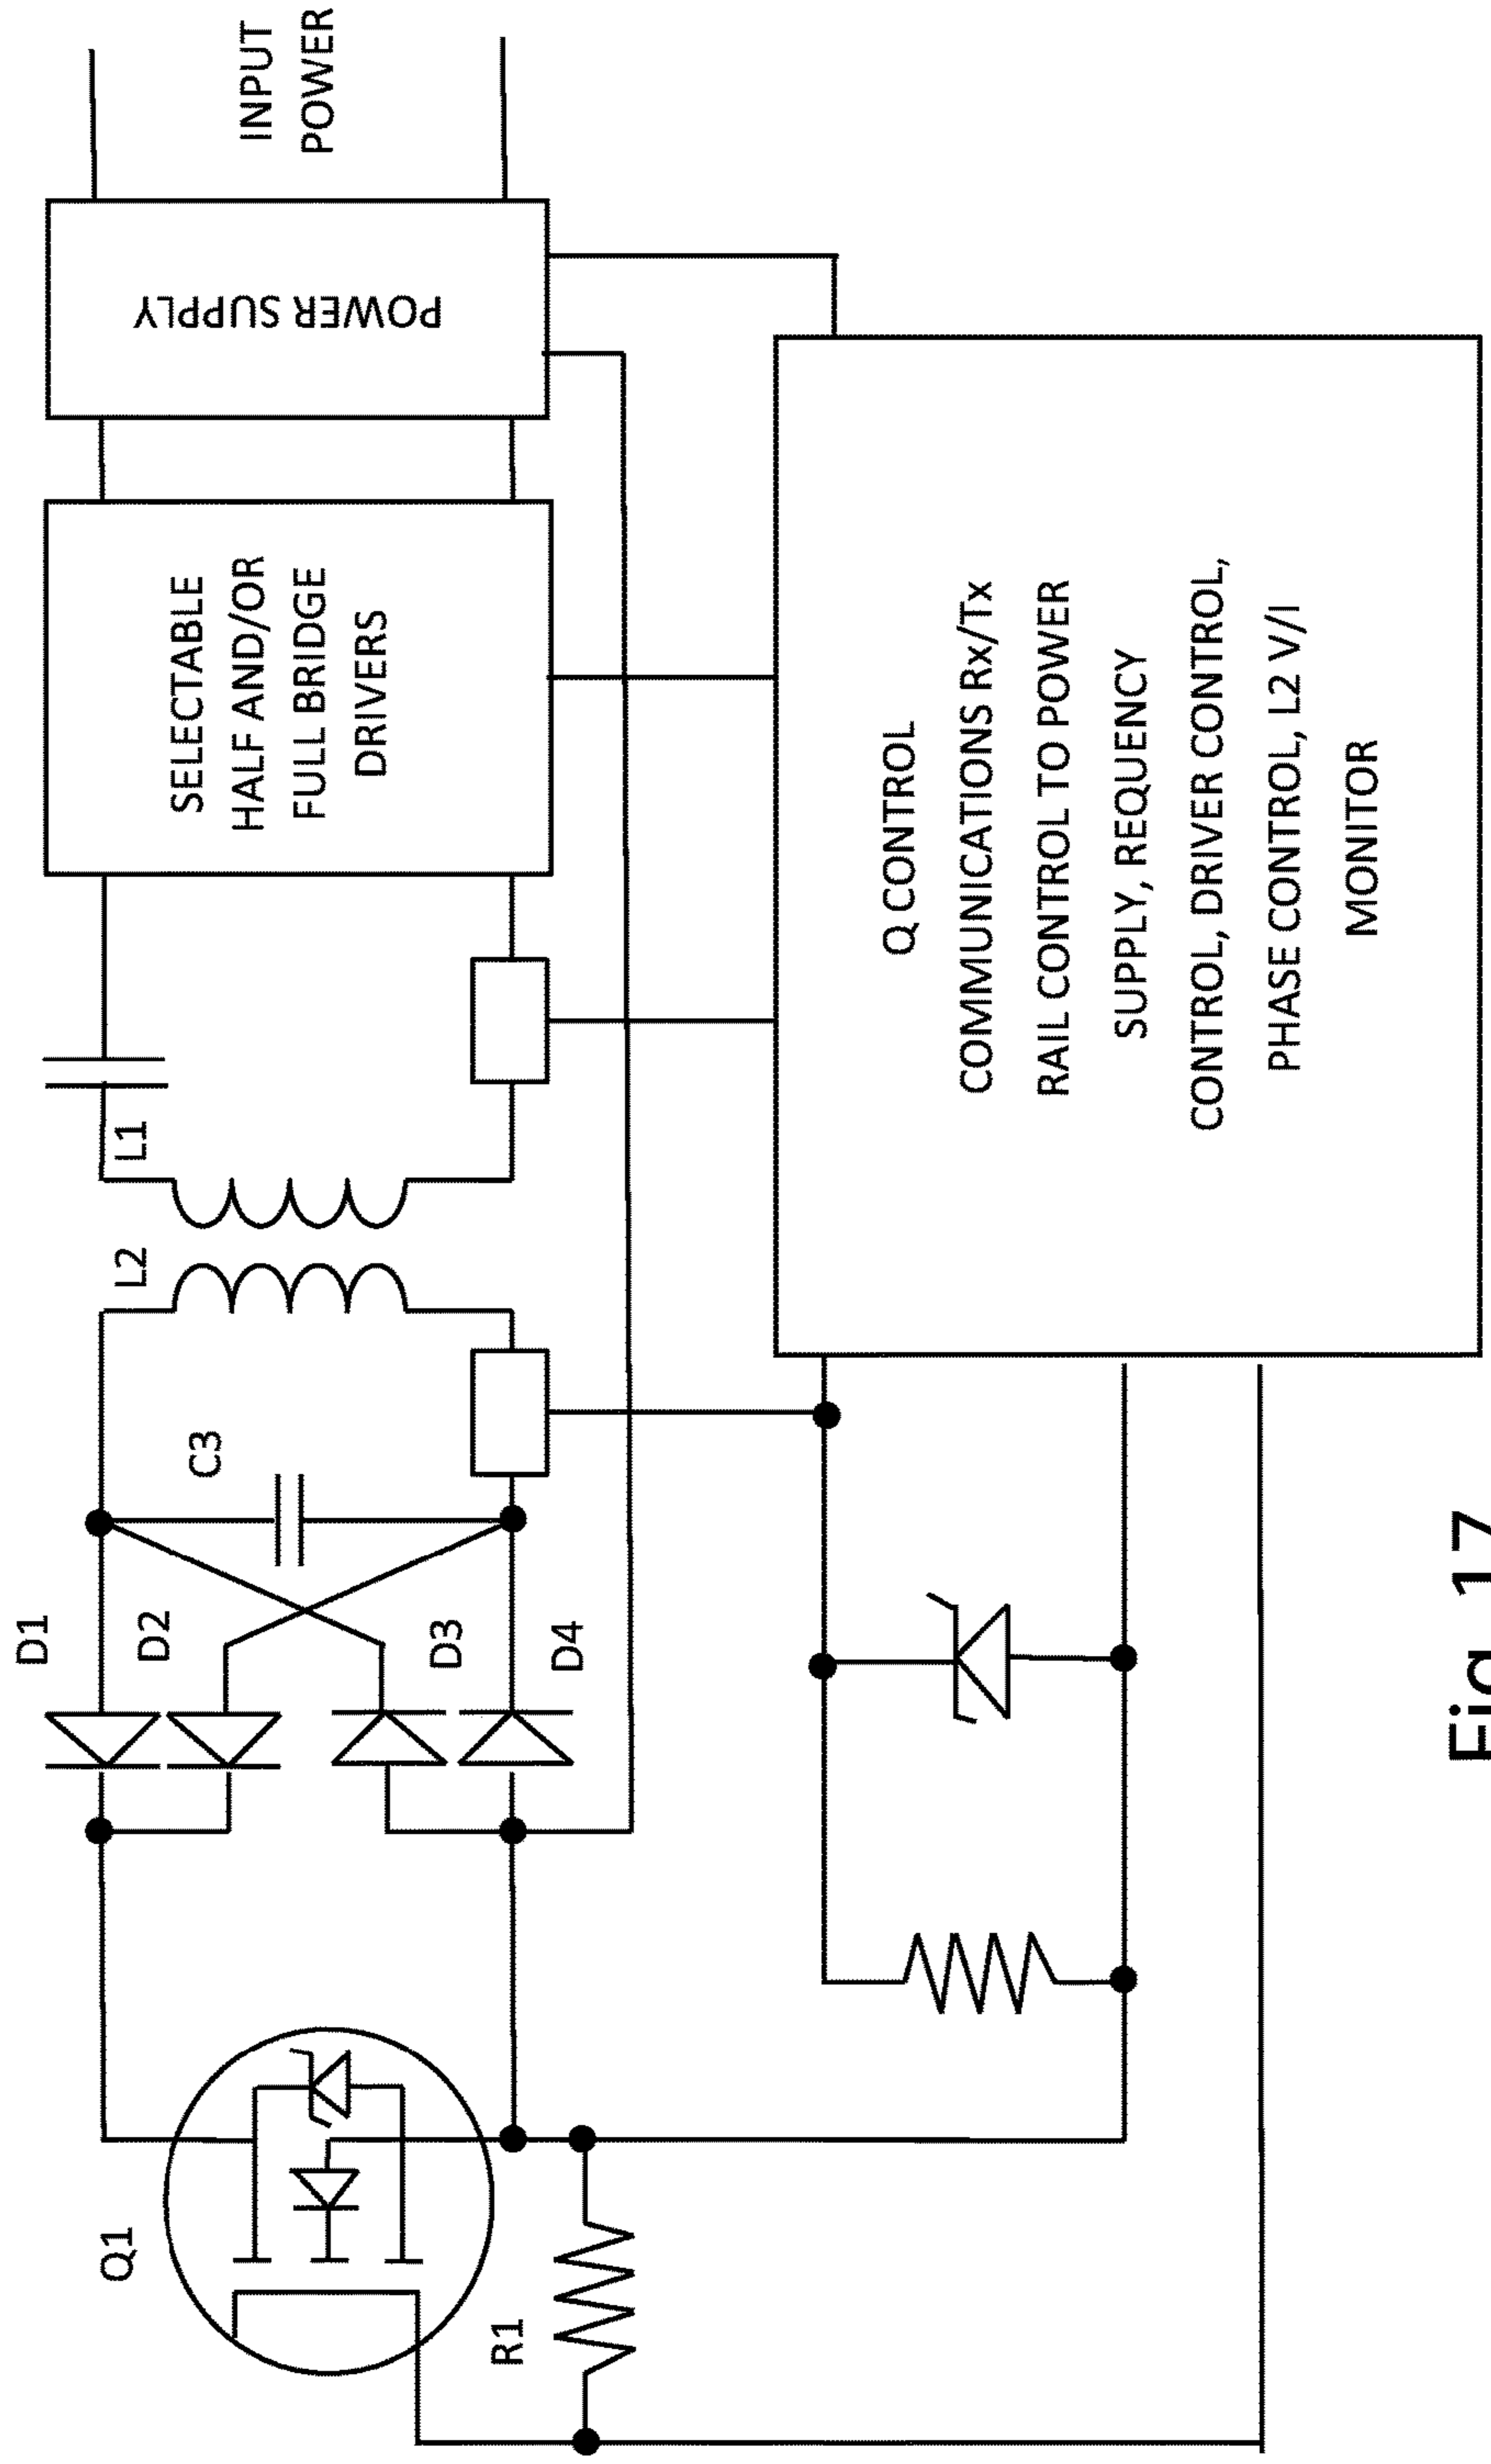 INPUT
POWER
POWER SUPPLY
SELECTABLE
HALF AND/OR
FULL BRIDGE
DRIVERS
L1
L2
C3
D1
D2
D3
D4
Q1
R1
Q CONTROL
COMMUNICATIONS Rx/Tx
RAIL CONTROL TO POWER
SUPPLY, REQUENCY
CONTROL, DRIVER CONTROL,
PHASE CONTROL, L2 V/I
MONITOR
Fig. 17